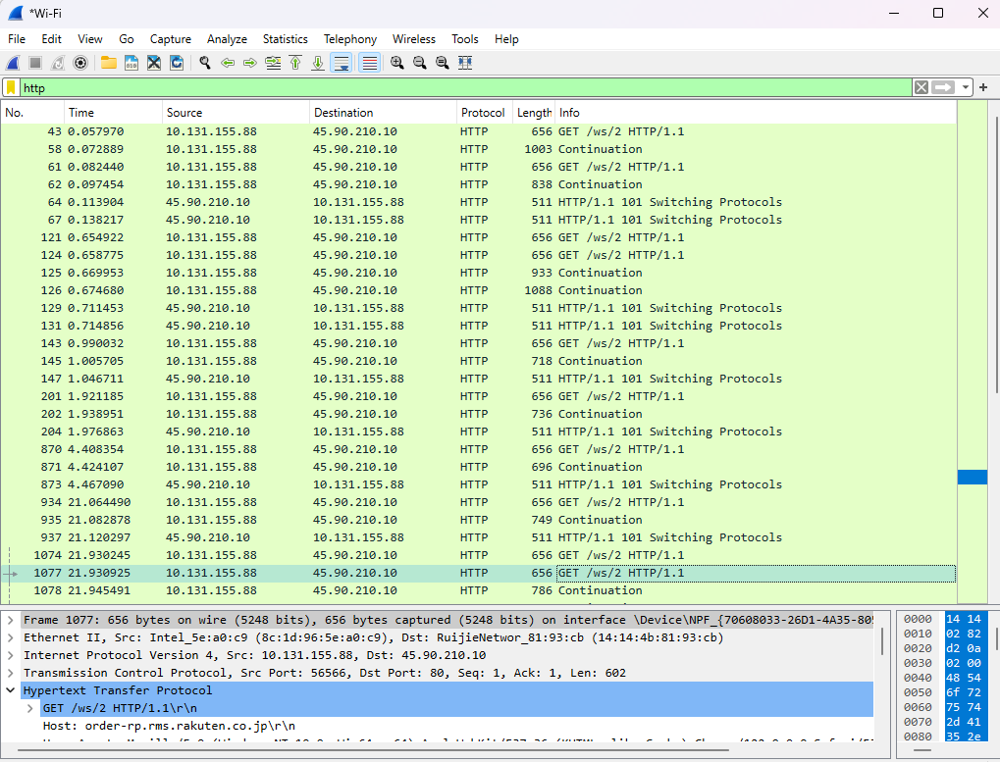 *Wi-Fi
File Edit View Go Capture Analyze Statistics Telephony Wireless Tools Help
http
No. Time Source Destination Protocol Length Info
43 0.057970 10.131.155.88 45.90.210.10 HTTP 656 GET /ws/2 HTTP/1.1
58 0.072889 10.131.155.88 45.90.210.10 HTTP 1003 Continuation
61 0.082440 10.131.155.88 45.90.210.10 HTTP 656 GET /ws/2 HTTP/1.1
62 0.097454 10.131.155.88 45.90.210.10 HTTP 838 Continuation
64 0.113904 45.90.210.10 10.131.155.88 HTTP 511 HTTP/1.1 101 Switching Protocols
67 0.138217 45.90.210.10 10.131.155.88 HTTP 511 HTTP/1.1 101 Switching Protocols
121 0.654922 10.131.155.88 45.90.210.10 HTTP 656 GET /ws/2 HTTP/1.1
124 0.658775 10.131.155.88 45.90.210.10 HTTP 656 GET /ws/2 HTTP/1.1
125 0.669953 10.131.155.88 45.90.210.10 HTTP 933 Continuation
126 0.674680 10.131.155.88 45.90.210.10 HTTP 1088 Continuation
129 0.711453 45.90.210.10 10.131.155.88 HTTP 511 HTTP/1.1 101 Switching Protocols
131 0.714856 45.90.210.10 10.131.155.88 HTTP 511 HTTP/1.1 101 Switching Protocols
143 0.990032 10.131.155.88 45.90.210.10 HTTP 656 GET /ws/2 HTTP/1.1
145 1.005705 10.131.155.88 45.90.210.10 HTTP 718 Continuation
147 1.046711 45.90.210.10 10.131.155.88 HTTP 511 HTTP/1.1 101 Switching Protocols
201 1.921185 10.131.155.88 45.90.210.10 HTTP 656 GET /ws/2 HTTP/1.1
202 1.938951 10.131.155.88 45.90.210.10 HTTP 736 Continuation
204 1.976863 45.90.210.10 10.131.155.88 HTTP 511 HTTP/1.1 101 Switching Protocols
870 4.408354 10.131.155.88 45.90.210.10 HTTP 656 GET /ws/2 HTTP/1.1
871 4.424107 10.131.155.88 45.90.210.10 HTTP 696 Continuation
873 4.467090 45.90.210.10 10.131.155.88 HTTP 511 HTTP/1.1 101 Switching Protocols
934 21.064490 10.131.155.88 45.90.210.10 HTTP 656 GET /ws/2 HTTP/1.1
935 21.082878 10.131.155.88 45.90.210.10 HTTP 749 Continuation
937 21.120297 45.90.210.10 10.131.155.88 HTTP 511 HTTP/1.1 101 Switching Protocols
1074 21.930245 10.131.155.88 45.90.210.10 HTTP 656 GET /ws/2 HTTP/1.1
1077 21.930925 10.131.155.88 45.90.210.10 HTTP 656 GET /ws/2 HTTP/1.1
1078 21.945491 10.131.155.88 45.90.210.10 HTTP 786 Continuation
Frame 1077: 656 bytes on wire (5248 bits), 656 bytes captured (5248 bits) on interface \Device\NPF_{70608033-26D1-4A35-805
Ethernet II, Src: Intel_5e:a0:c9 (8c:1d:96:5e:a0:c9), Dst: RuijieNetwor_81:93:cb (14:14:4b:81:93:cb)
Internet Protocol Version 4, Src: 10.131.155.88, Dst: 45.90.210.10
Transmission Control Protocol, Src Port: 56566, Dst Port: 80, Seq: 1, Ack: 1, Len: 602
Hypertext Transfer Protocol
GET /ws/2 HTTP/1.1\r\n
Host: order-rp.rms.rakuten.co.jp\r\n
0000 14 14
0010 02 82
0020 d2 0a
0030 02 00
0040 48 54
0050 6f 72
0060 75 74
0070 2d 41
0080 35 2e